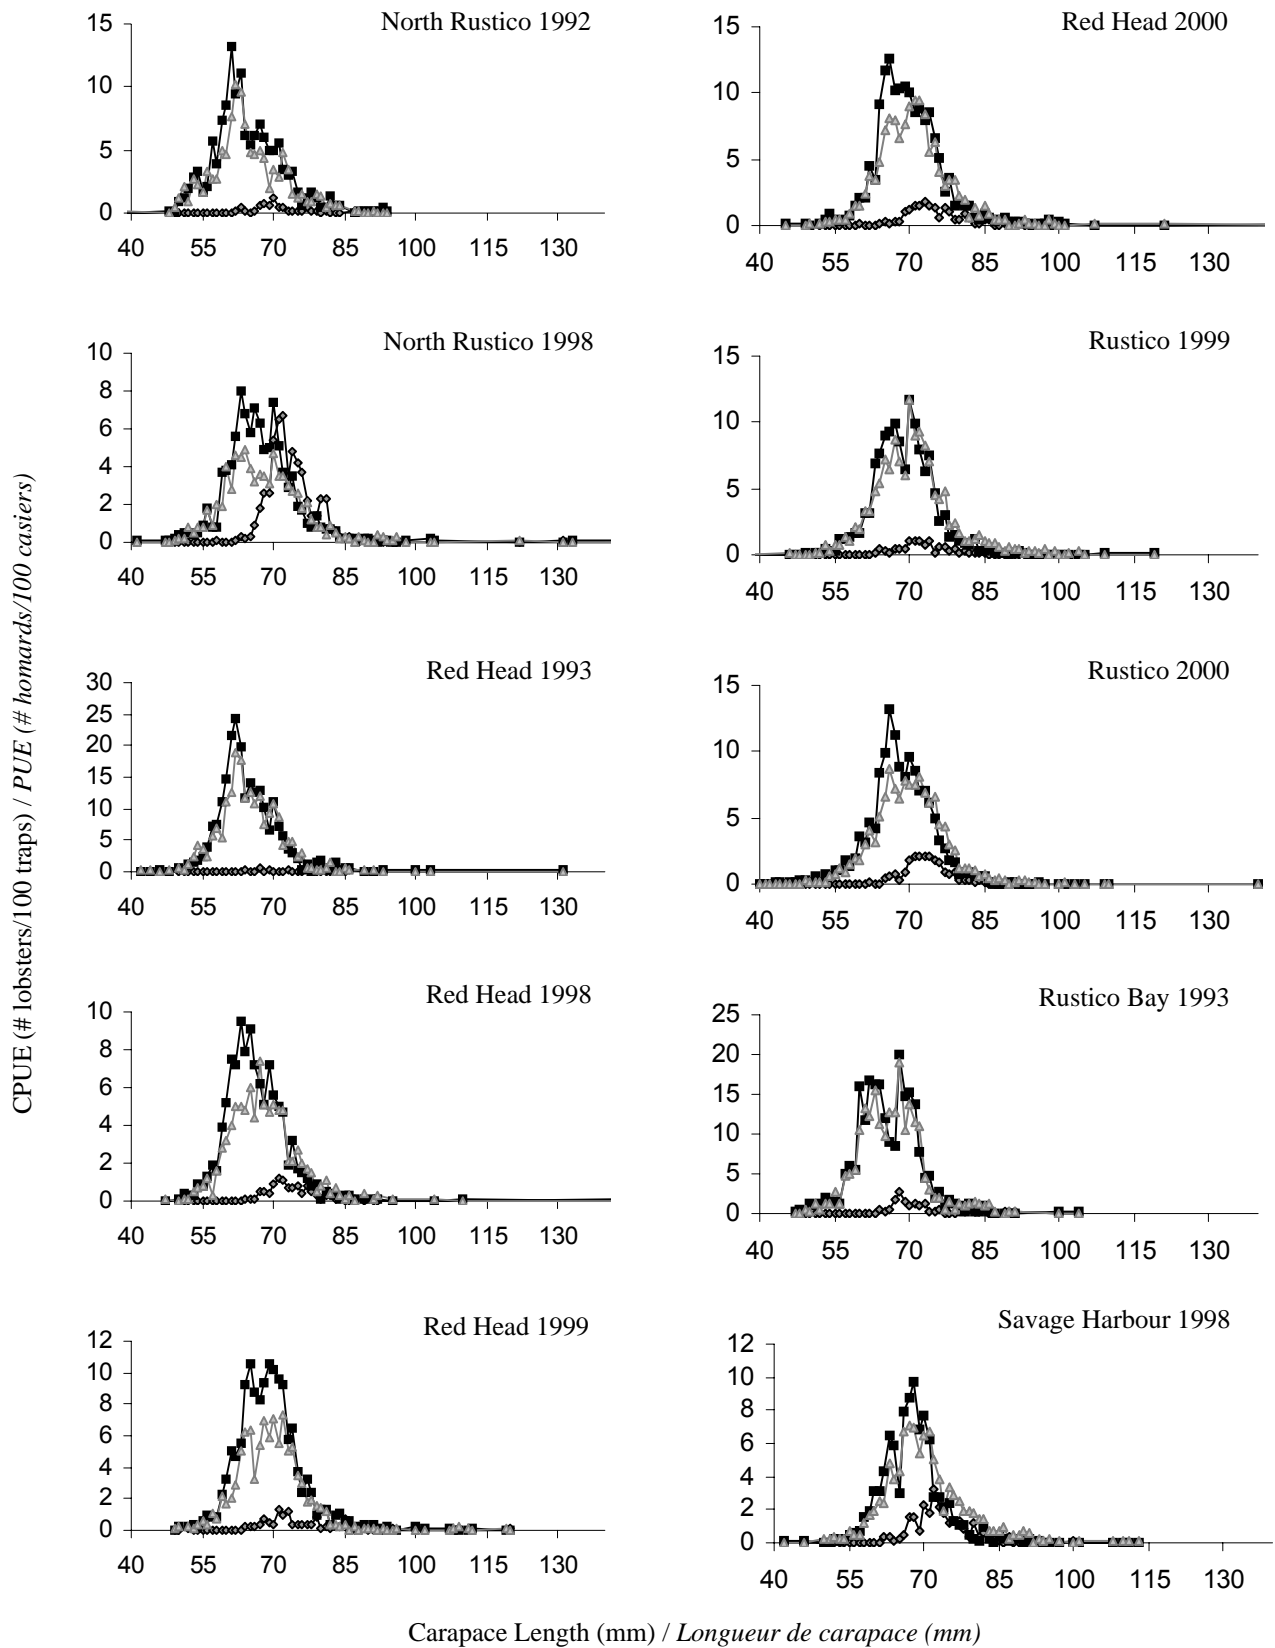 CPUE (# lobsters/100 traps) / PUE (# homards/100 casiers)
North Rustico 1992
15
10
5
0
40 55 70 85 100 115 130
North Rustico 1998
10
8
6
4
2
0
40 55 70 85 100 115 130
Red Head 1993
30
25
20
15
10
5
0
40 55 70 85 100 115 130
Red Head 1998
10
8
6
4
2
0
40 55 70 85 100 115 130
Red Head 1999
12
10
8
6
4
2
0
40 55 70 85 100 115 130
Red Head 2000
15
10
5
0
40 55 70 85 100 115 130
Rustico 1999
15
10
5
0
40 55 70 85 100 115 130
Rustico 2000
15
10
5
0
40 55 70 85 100 115 130
Rustico Bay 1993
25
20
15
10
5
0
40 55 70 85 100 115 130
Savage Harbour 1998
12
10
8
6
4
2
0
40 55 70 85 100 115 130
Carapace Length (mm) / Longueur de carapace (mm)